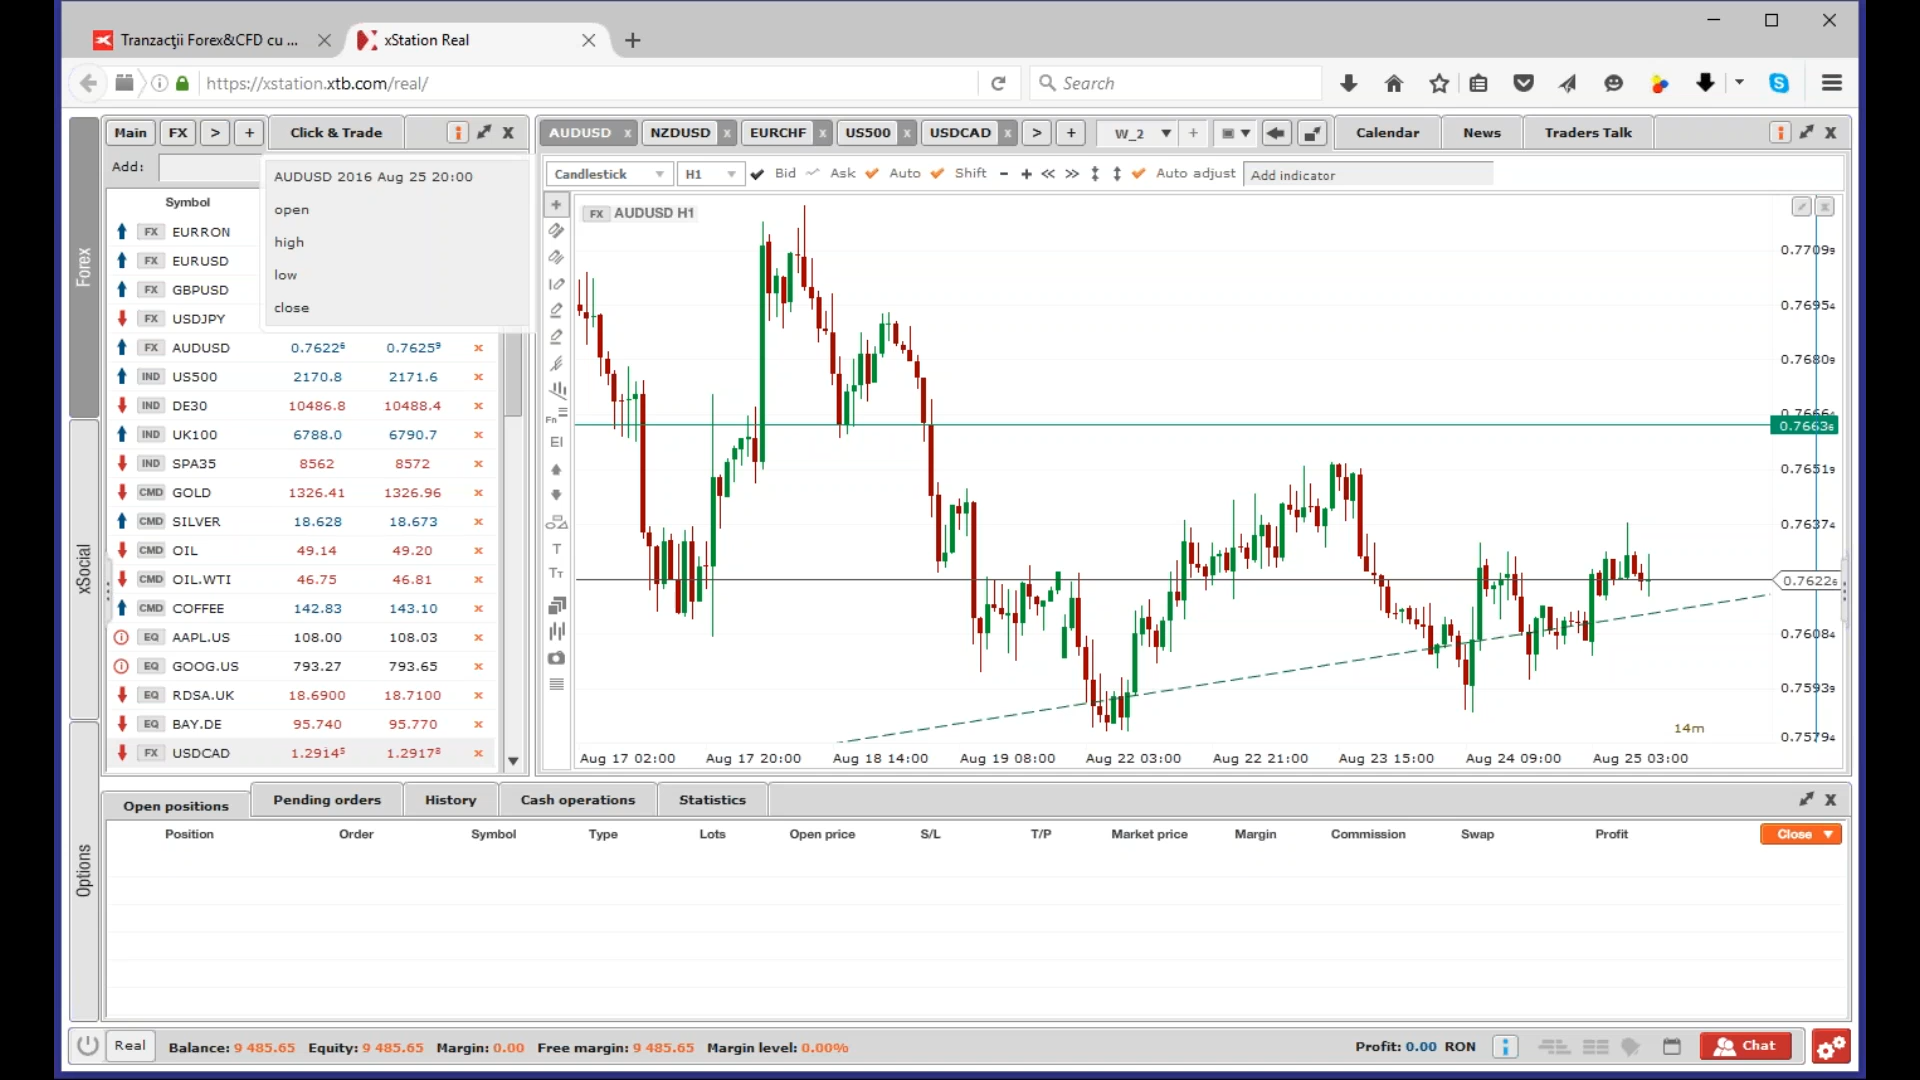 Tranzacţii Forex&CFD cu ...
xStation Real
https://xstation.xtb.com/real/
Search
Main FX > + Click & Trade
AUDUSD x NZDUSD x EURCHF x US500 x USDCAD x > + W_2 + Calendar News Traders Talk
Add:
Candlestick H1 Bid Ask Auto Shift Auto adjust Add indicator
AUDUSD 2016 Aug 25 20:00
open
high
low
close
Symbol
FX EURRON
FX EURUSD
FX GBPUSD
FX USDJPY
FX AUDUSD 0.7622⁶ 0.7625⁹ x
IND US500 2170.8 2171.6 x
IND DE30 10486.8 10488.4 x
IND UK100 6788.0 6790.7 x
IND SPA35 8562 8572 x
CMD GOLD 1326.41 1326.96 x
CMD SILVER 18.628 18.673 x
CMD OIL 49.14 49.20 x
CMD OIL.WTI 46.75 46.81 x
CMD COFFEE 142.83 143.10 x
EQ AAPL.US 108.00 108.03 x
EQ GOOG.US 793.27 793.65 x
EQ RDSA.UK 18.6900 18.7100 x
EQ BAY.DE 95.740 95.770 x
FX USDCAD 1.2914⁵ 1.2917⁸ x
Forex
xSocial
Options
FX AUDUSD H1
Fn
EI
T
TT
0.77099
0.76954
0.76809
0.76664
0.76636
0.76519
0.76374
0.76226
0.76084
0.75939
0.75794
14m
Aug 17 02:00 Aug 17 20:00 Aug 18 14:00 Aug 19 08:00 Aug 22 03:00 Aug 22 21:00 Aug 23 15:00 Aug 24 09:00 Aug 25 03:00
Open positions Pending orders History Cash operations Statistics
Position Order Symbol Type Lots Open price S/L T/P Market price Margin Commission Swap Profit Close
Real Balance: 9 485.65 Equity: 9 485.65 Margin: 0.00 Free margin: 9 485.65 Margin level: 0.00% Profit: 0.00 RON Chat